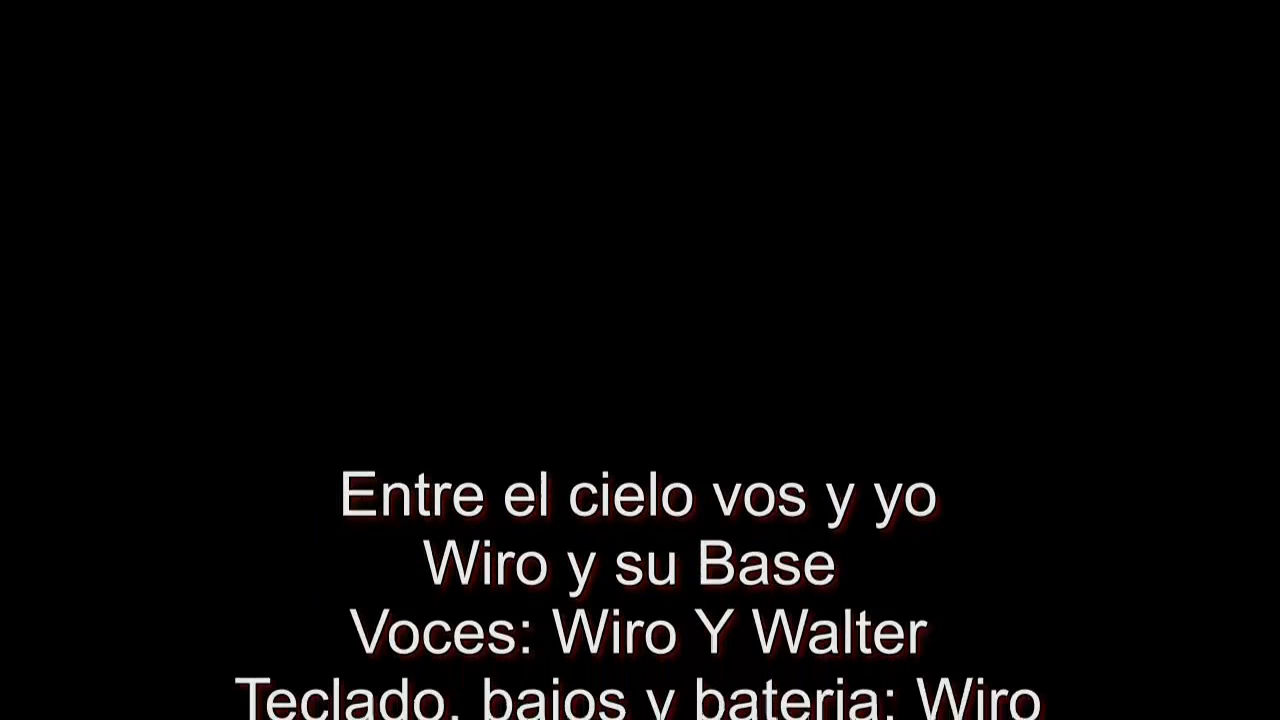 Entre el cielo vos y yo
Wiro y su Base
Voces: Wiro Y Walter
Teclado, bajos y bateria: Wiro